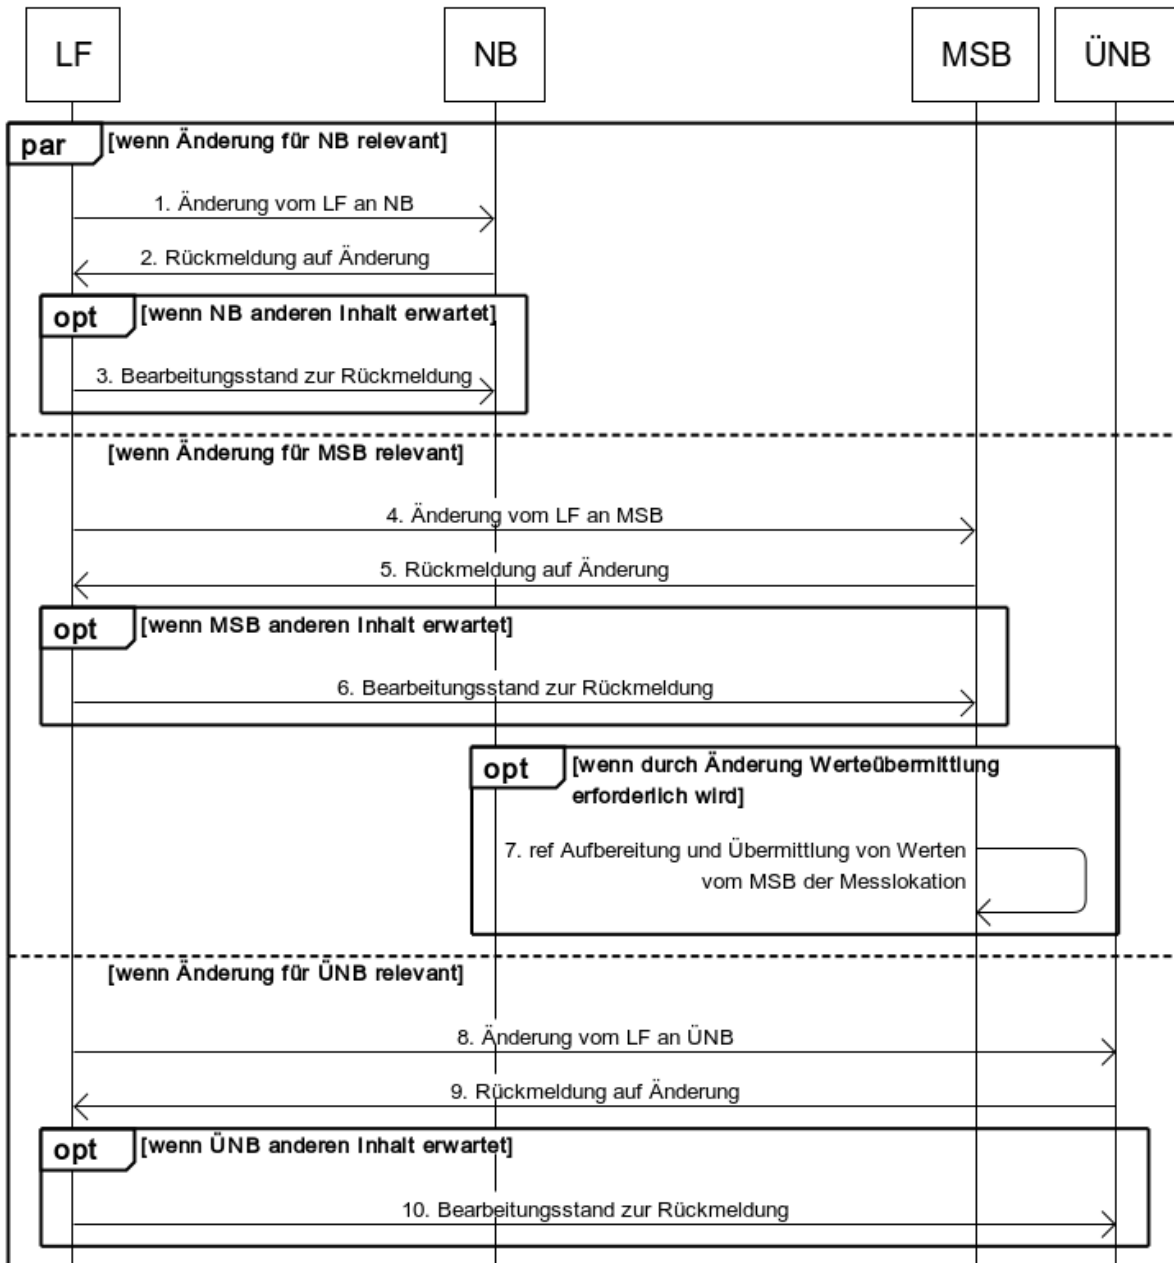 LF
NB
MSB
ÜNB
par
[wenn Änderung für NB relevant]
1. Änderung vom LF an NB
2. Rückmeldung auf Änderung
opt
[wenn NB anderen Inhalt erwartet]
3. Bearbeitungsstand zur Rückmeldung
[wenn Änderung für MSB relevant]
4. Änderung vom LF an MSB
5. Rückmeldung auf Änderung
opt
[wenn MSB anderen Inhalt erwartet]
6. Bearbeitungsstand zur Rückmeldung
opt
[wenn durch Änderung Werteübermittlung
erforderlich wird]
7. ref Aufbereitung und Übermittlung von Werten
vom MSB der Messlokation
[wenn Änderung für ÜNB relevant]
8. Änderung vom LF an ÜNB
9. Rückmeldung auf Änderung
opt
[wenn ÜNB anderen Inhalt erwartet]
10. Bearbeitungsstand zur Rückmeldung